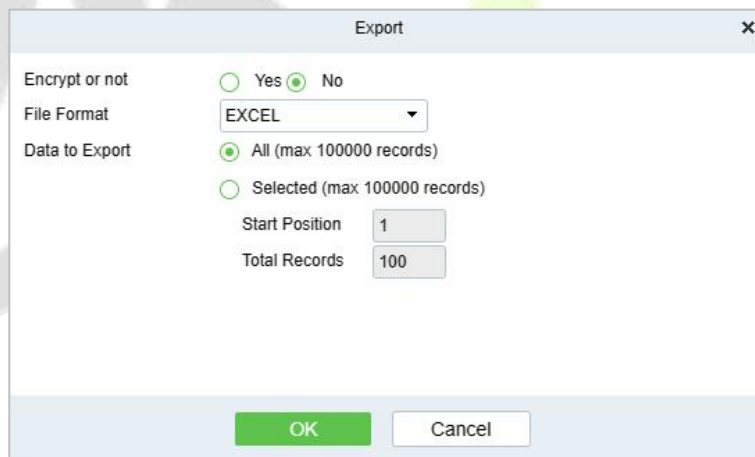 Export ×
Encrypt or not Yes No
File Format EXCEL
Data to Export All (max 100000 records)
Selected (max 100000 records)
Start Position 1
Total Records 100
OK Cancel